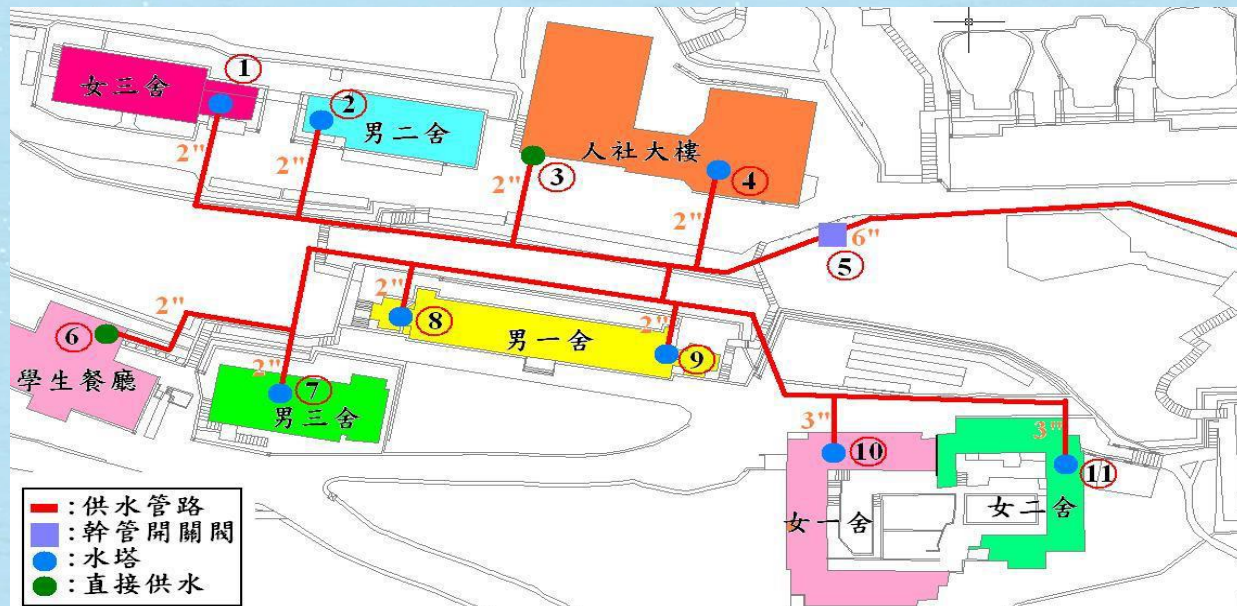 女三舍
①
2"
②
男二舍
2"
③
2"
人社大樓
④
2"
⑤
6"
⑥
2"
學生餐廳
⑦
2"
男三舍
⑧
2"
男一舍
⑨
2"
⑩
3"
女一舍
⑪
3"
女二舍
:供水管路
:幹管開關閥
:水塔
:直接供水